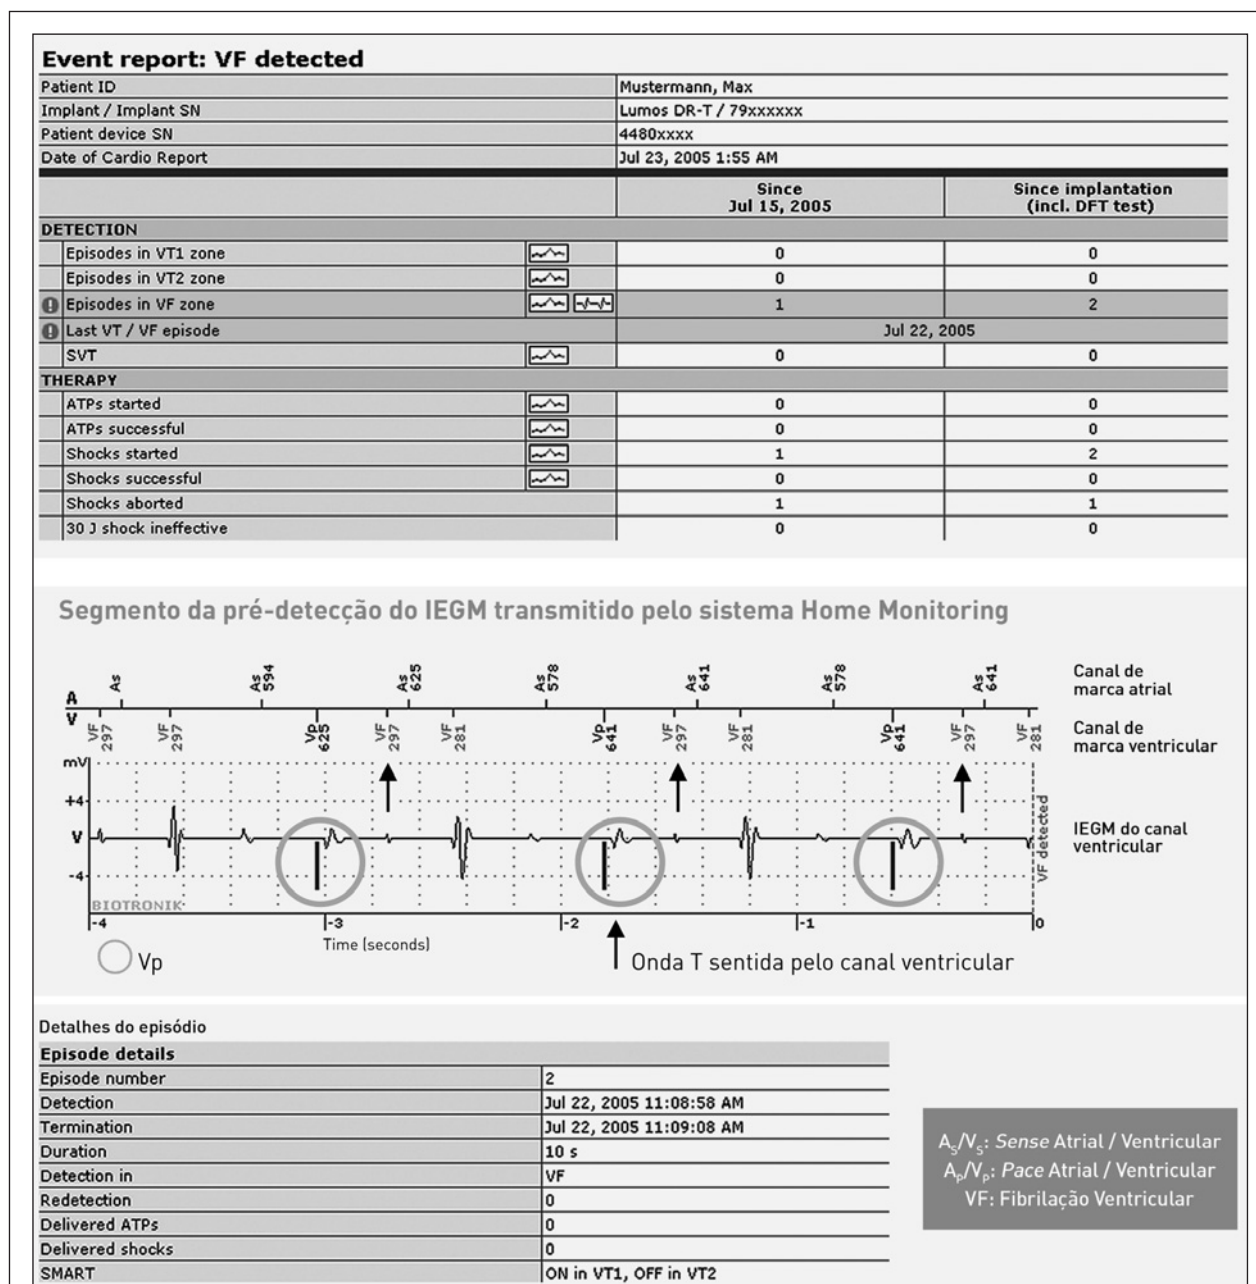 Event report: VF detected
Patient ID Mustermann, Max
Implant / Implant SN Lumos DR-T / 79xxxxxx
Patient device SN 4480xxxx
Date of Cardio Report Jul 23, 2005 1:55 AM
Since Jul 15, 2005 Since implantation (incl. DFT test)
DETECTION
Episodes in VT1 zone 0 0
Episodes in VT2 zone 0 0
Episodes in VF zone 1 2
Last VT / VF episode Jul 22, 2005
SVT 0 0
THERAPY
ATPs started 0 0
ATPs successful 0 0
Shocks started 1 2
Shocks successful 0 0
Shocks aborted 1 1
30 J shock ineffective 0 0
Segmento da pré-detecção do IEGM transmitido pelo sistema Home Monitoring
A As As 594 As 625 As 578 As 641 As 578 As 641
Canal de
marca atrial
V VF 297 VF 297 Vp 625 VF 297 VF 281 Vp 641 VF 297 VF 281 Vp 641 VF 297 VF 281
Canal de
marca ventricular
mV
+4
V
-4
IEGM do canal
ventricular
VF detected
BIOTRONIK
-4 -3 -2 -1 0
Time (seconds)
Vp
Onda T sentida pelo canal ventricular
Detalhes do episódio
Episode details
Episode number 2
Detection Jul 22, 2005 11:08:58 AM
Termination Jul 22, 2005 11:09:08 AM
Duration 10 s
Detection in VF
Redetection 0
Delivered ATPs 0
Delivered shocks 0
SMART ON in VT1, OFF in VT2
As/Vs: Sense Atrial / Ventricular
Ap/Vp: Pace Atrial / Ventricular
VF: Fibrilação Ventricular